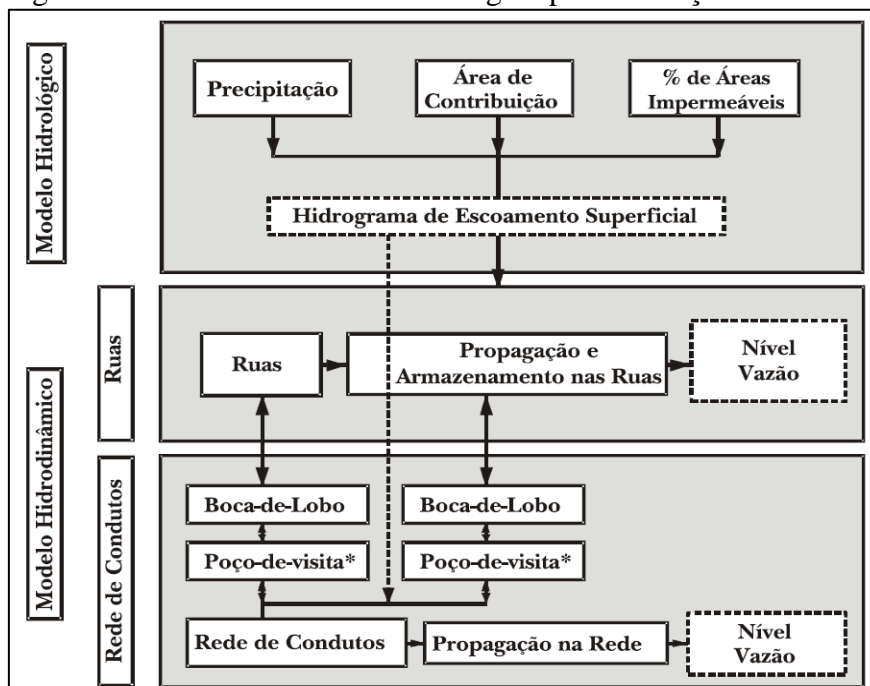 Modelo Hidrológico
Precipitação
Área de
Contribuição
% de Áreas
Impermeáveis
Hidrograma de Escoamento Superficial
Modelo Hidrodinâmico
Ruas
Ruas
Propagação e
Armazenamento nas Ruas
Nível
Vazão
Rede de Condutos
Boca-de-Lobo
Boca-de-Lobo
Poço-de-visita*
Poço-de-visita*
Rede de Condutos
Propagação na Rede
Nível
Vazão